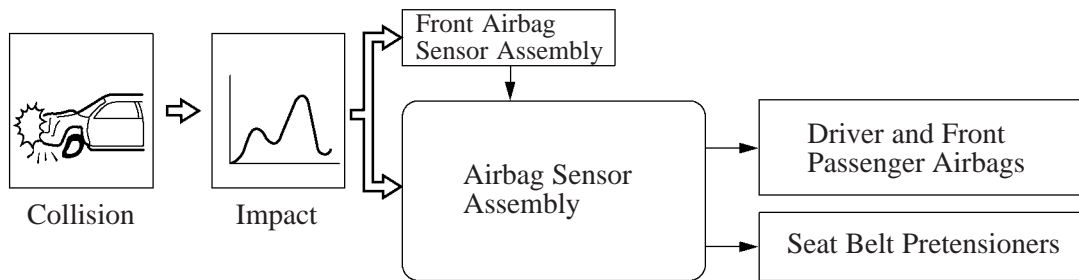 Front Airbag
Sensor Assembly
Collision
Impact
Airbag Sensor
Assembly
Driver and Front
Passenger Airbags
Seat Belt Pretensioners